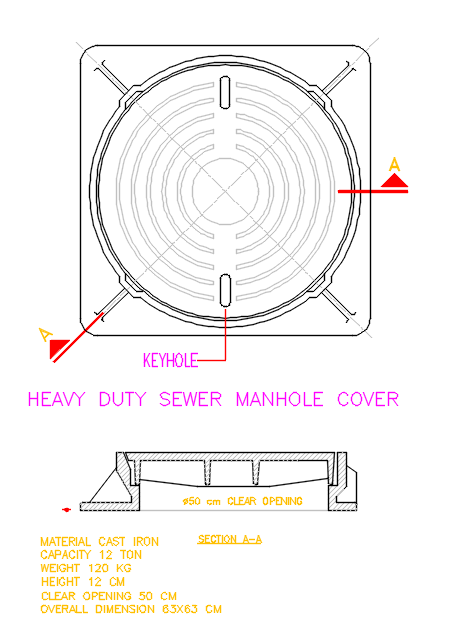 A
A
KEYHOLE
HEAVY DUTY SEWER MANHOLE COVER
ø50 cm CLEAR OPENING
SECTION A-A
MATERIAL CAST IRON
CAPACITY 12 TON
WEIGHT 120 KG
HEIGHT 12 CM
CLEAR OPENING 50 CM
OVERALL DIMENSION 63X63 CM